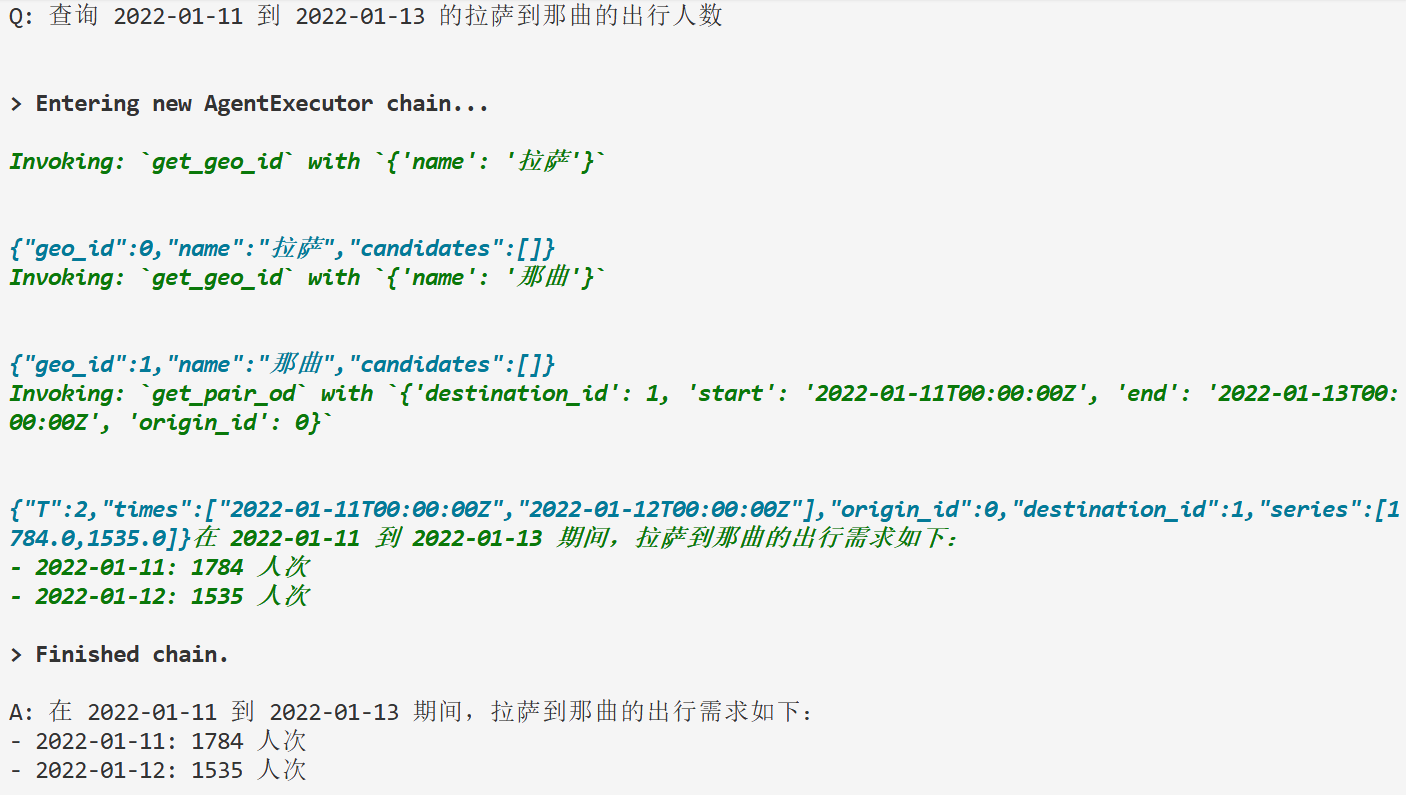 Q: 查询 2022-01-11 到 2022-01-13 的拉萨到那曲的出行人数
> Entering new AgentExecutor chain...
Invoking: `get_geo_id` with `{'name': '拉萨'}`
{"geo_id":0,"name":"拉萨","candidates":[]}
Invoking: `get_geo_id` with `{'name': '那曲'}`
{"geo_id":1,"name":"那曲","candidates":[]}
Invoking: `get_pair_od` with `{'destination_id': 1, 'start': '2022-01-11T00:00:00Z', 'end': '2022-01-13T00:
00:00Z', 'origin_id': 0}`
{"T":2,"times":["2022-01-11T00:00:00Z","2022-01-12T00:00:00Z"],"origin_id":0,"destination_id":1,"series":[1
784.0,1535.0]}在 2022-01-11 到 2022-01-13 期间，拉萨到那曲的出行需求如下：
- 2022-01-11: 1784 人次
- 2022-01-12: 1535 人次
> Finished chain.
A: 在 2022-01-11 到 2022-01-13 期间，拉萨到那曲的出行需求如下：
- 2022-01-11: 1784 人次
- 2022-01-12: 1535 人次